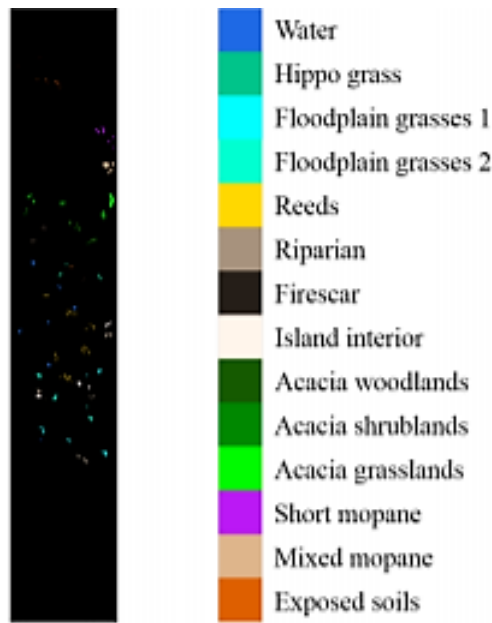 Water
Hippo grass
Floodplain grasses 1
Floodplain grasses 2
Reeds
Riparian
Firescar
Island interior
Acacia woodlands
Acacia shrublands
Acacia grasslands
Short mopane
Mixed mopane
Exposed soils